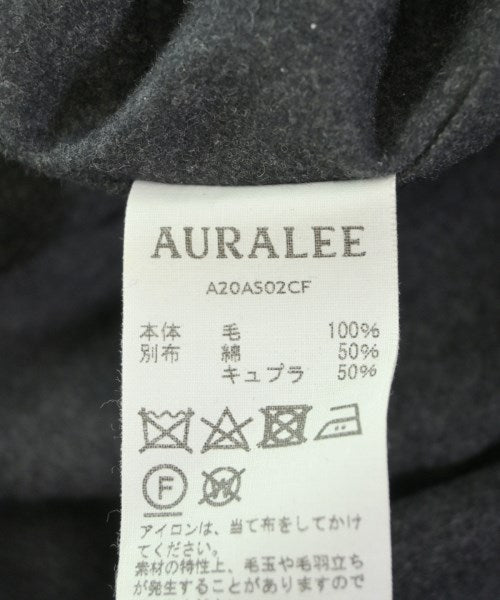 AURALEE
A20AS02CF
本体 毛 100%
別布 綿 50%
キュプラ 50%
F
W
アイロンは、当て布をしてかけ
てください。
素材の特性上、毛玉や毛羽立ち
が発生することがありますので